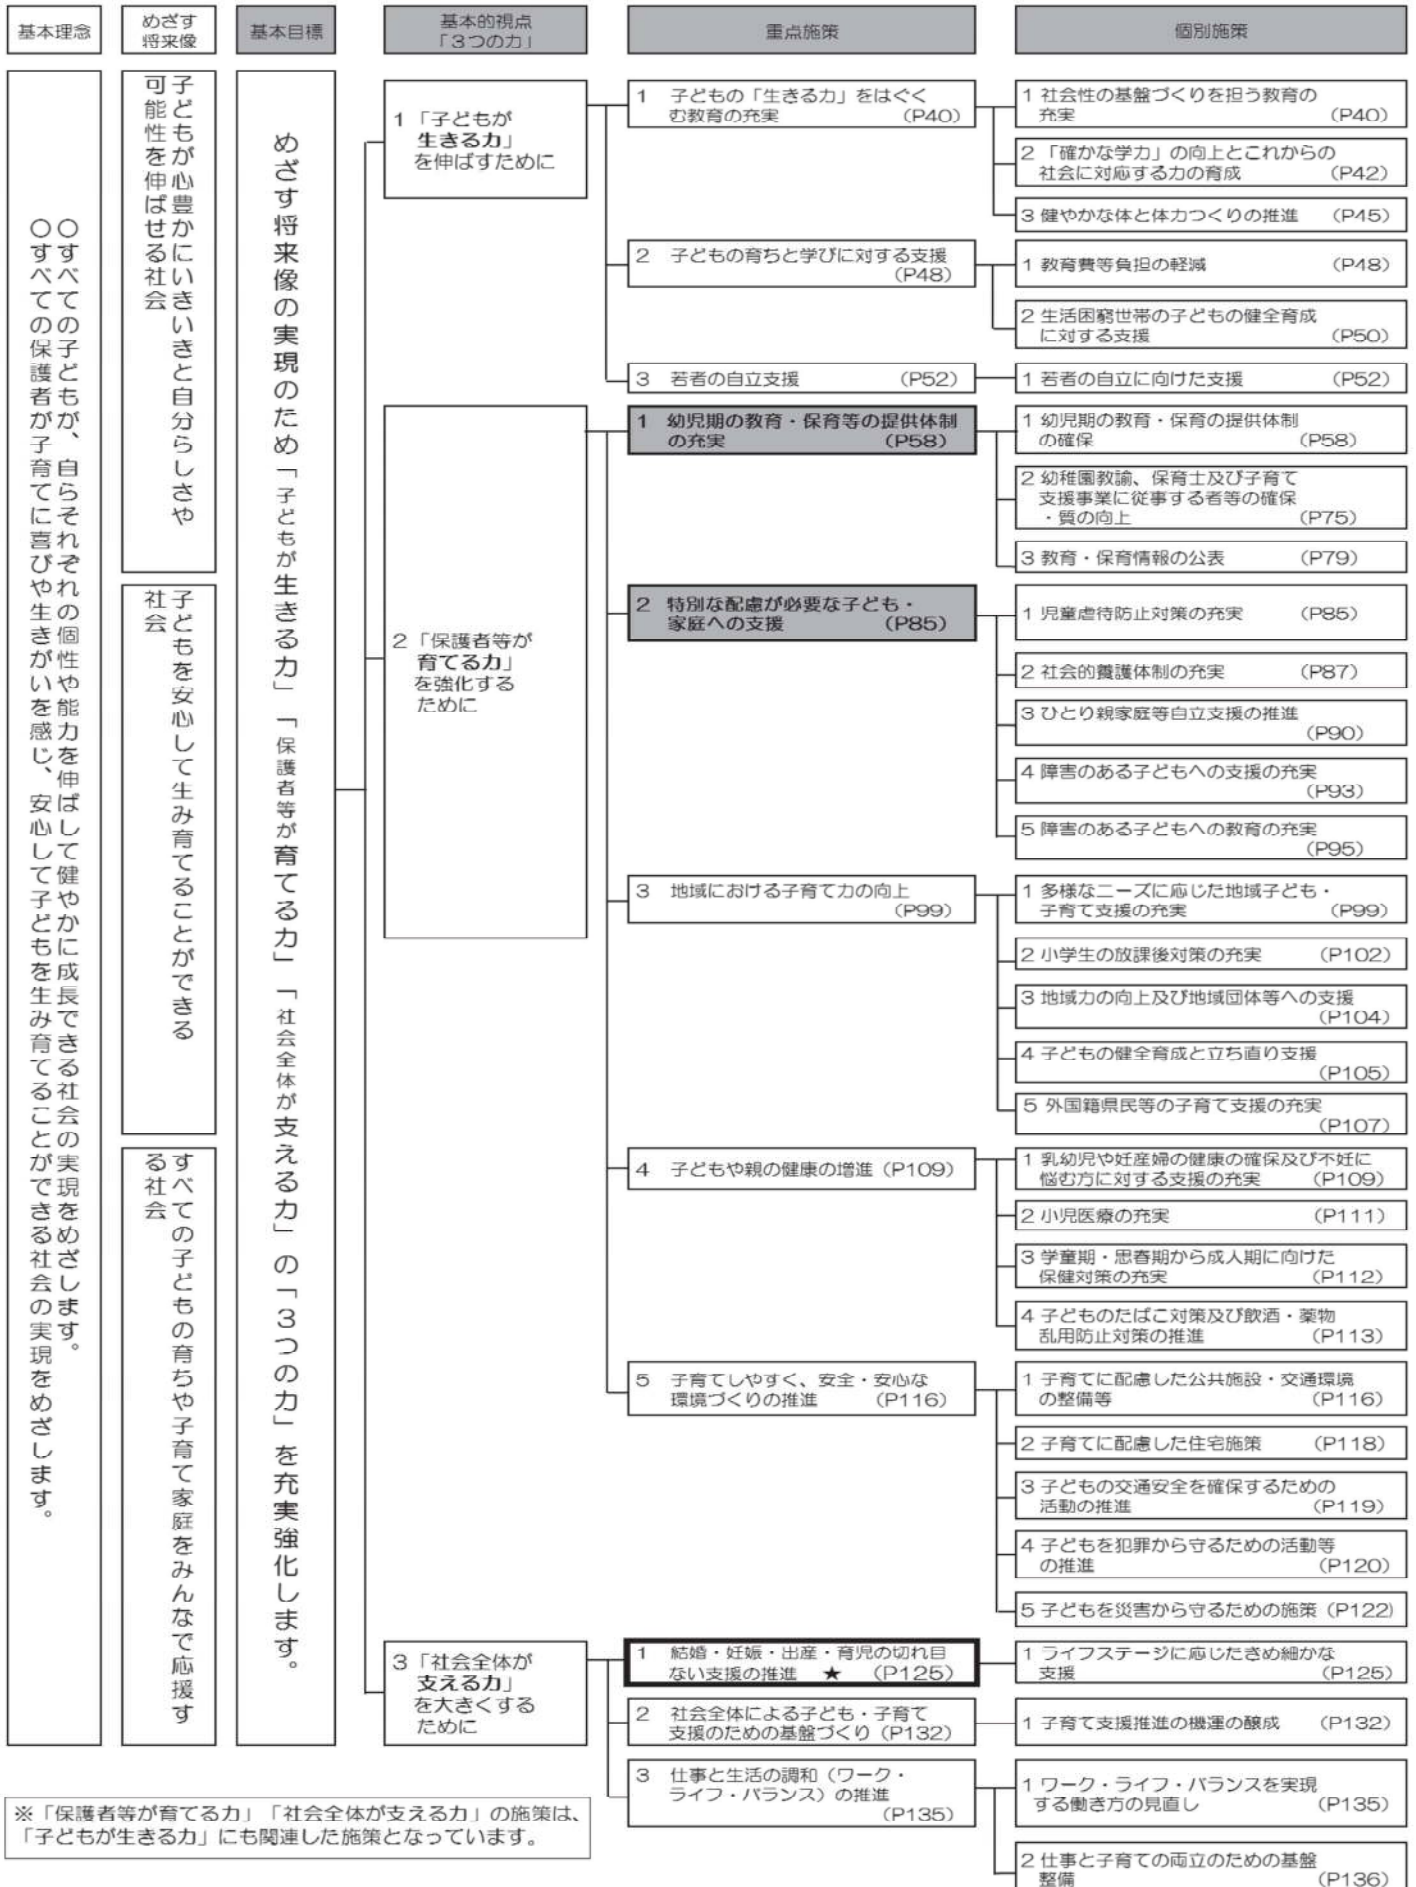 基本理念
めざす
将来像
基本目標
基本的視点
「3つの力」
重点施策
個別施策
○すべての子どもが、自らそれぞれの個性や能力を伸ばして健やかに成長できる社会の実現をめざします。
○すべての保護者が子育てに喜びや生きがいを感じ、安心して子どもを生み育てることができる社会の実現をめざします。
子どもが心豊かにいきいきと自分らしさや
可能性を伸ばせる社会
子どもを安心して生み育てることができる
社会
すべての子どもの育ちや子育て家庭をみんなで応援す
る社会
めざす将来像の実現のため「子どもが生きる力」「保護者等が育てる力」「社会全体が支える力」の「3つの力」を充実強化します。
1「子どもが
生きる力」
を伸ばすために
1 子どもの「生きる力」をはぐく
む教育の充実 (P40)
1 社会性の基盤づくりを担う教育の
充実 (P40)
2 「確かな学力」の向上とこれからの
社会に対応する力の育成 (P42)
3 健やかな体と体力つくりの推進 (P45)
2 子どもの育ちと学びに対する支援
(P48)
1 教育費等負担の軽減 (P48)
2 生活困窮世帯の子どもの健全育成
に対する支援 (P50)
3 若者の自立支援 (P52)
1 若者の自立に向けた支援 (P52)
2「保護者等が
育てる力」
を強化する
ために
1 幼児期の教育・保育等の提供体制
の充実 (P58)
1 幼児期の教育・保育の提供体制
の確保 (P58)
2 幼稚園教諭、保育士及び子育て
支援事業に従事する者等の確保
・質の向上 (P75)
3 教育・保育情報の公表 (P79)
2 特別な配慮が必要な子ども・
家庭への支援 (P85)
1 児童虐待防止対策の充実 (P85)
2 社会的養護体制の充実 (P87)
3 ひとり親家庭等自立支援の推進
(P90)
4 障害のある子どもへの支援の充実
(P93)
5 障害のある子どもへの教育の充実
(P95)
3 地域における子育て力の向上
(P99)
1 多様なニーズに応じた地域子ども・
子育て支援の充実 (P99)
2 小学生の放課後対策の充実 (P102)
3 地域力の向上及び地域団体等への支援
(P104)
4 子どもの健全育成と立ち直り支援
(P105)
5 外国籍県民等の子育て支援の充実
(P107)
4 子どもや親の健康の増進 (P109)
1 乳幼児や妊産婦の健康の確保及び不妊に
悩む方に対する支援の充実 (P109)
2 小児医療の充実 (P111)
3 学童期・思春期から成人期に向けた
保健対策の充実 (P112)
4 子どものたばこ対策及び飲酒・薬物
乱用防止対策の推進 (P113)
5 子育てしやすく、安全・安心な
環境づくりの推進 (P116)
1 子育てに配慮した公共施設・交通環境
の整備等 (P116)
2 子育てに配慮した住宅施策 (P118)
3 子どもの交通安全を確保するための
活動の推進 (P119)
4 子どもを犯罪から守るための活動等
の推進 (P120)
5 子どもを災害から守るための施策 (P122)
3「社会全体が
支える力」
を大きくする
ために
1 結婚・妊娠・出産・育児の切れ目
ない支援の推進 ★ (P125)
1 ライフステージに応じたきめ細かな
支援 (P125)
2 社会全体による子ども・子育て
支援のための基盤づくり (P132)
1 子育て支援推進の機運の醸成 (P132)
3 仕事と生活の調和（ワーク・
ライフ・バランス）の推進
(P135)
1 ワーク・ライフ・バランスを実現
する働き方の見直し (P135)
2 仕事と子育ての両立のための基盤
整備 (P136)
※「保護者等が育てる力」「社会全体が支える力」の施策は、
「子どもが生きる力」にも関連した施策となっています。